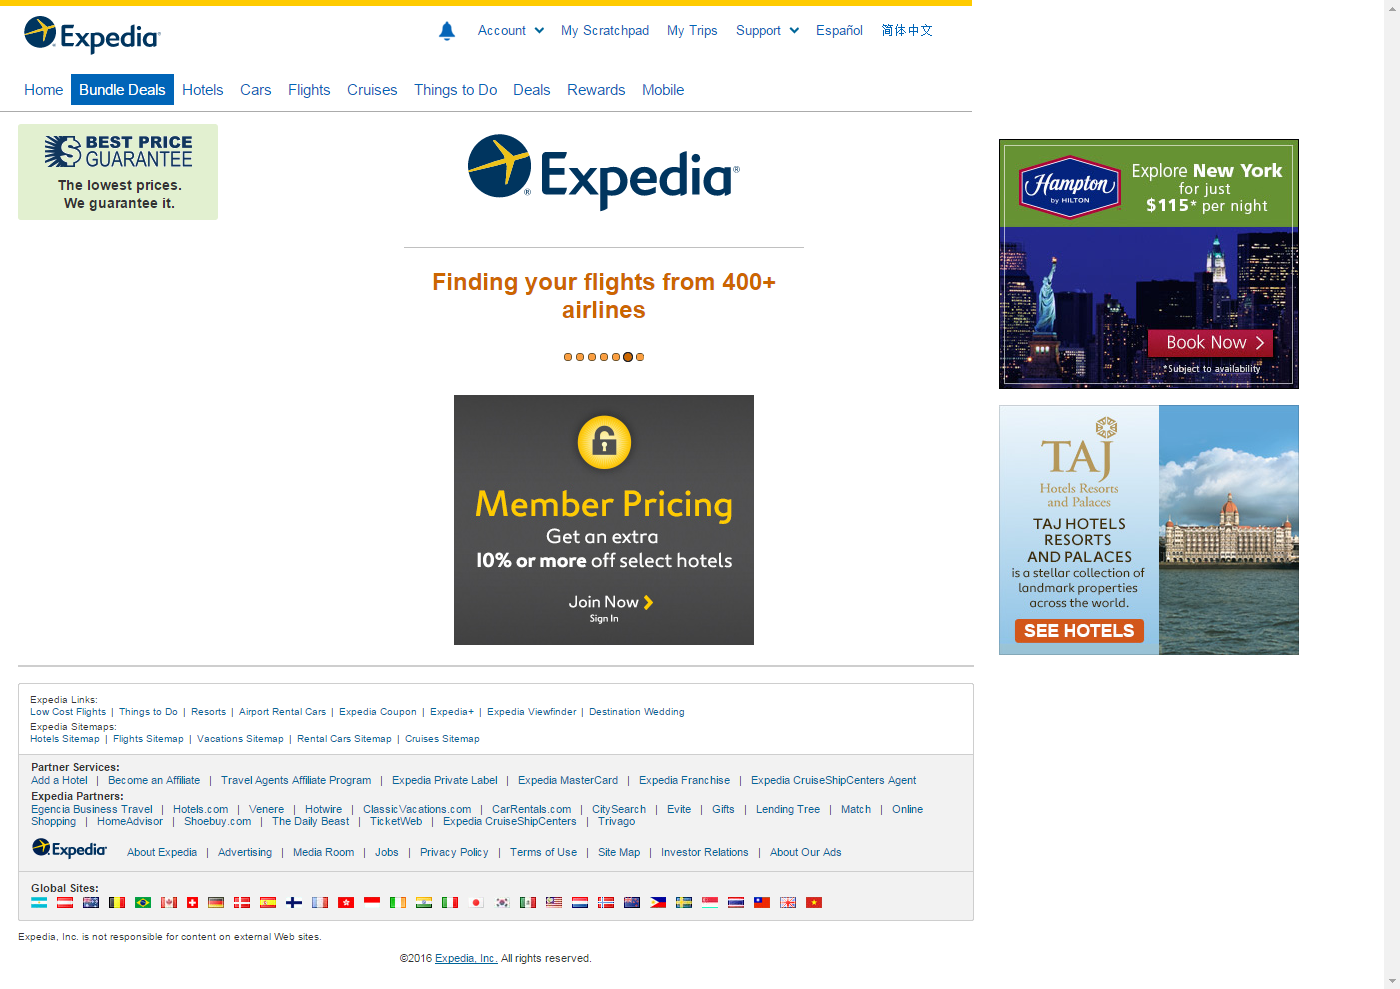 Expedia
Account My Scratchpad My Trips Support Español 简体中文
Home Bundle Deals Hotels Cars Flights Cruises Things to Do Deals Rewards Mobile
BEST PRICE
GUARANTEE
The lowest prices.
We guarantee it.
Expedia®
Finding your flights from 400+
airlines
Member Pricing
Get an extra
10% or more off select hotels
Join Now
Sign In
Hampton
by HILTON
Explore New York
for just
$115* per night
Book Now
*Subject to availability
TAJ
Hotels Resorts
and Palaces
TAJ HOTELS
RESORTS
AND PALACES
is a stellar collection of
landmark properties
across the world.
SEE HOTELS
Expedia Links:
Low Cost Flights | Things to Do | Resorts | Airport Rental Cars | Expedia Coupon | Expedia+ | Expedia Viewfinder | Destination Wedding
Expedia Sitemaps:
Hotels Sitemap | Flights Sitemap | Vacations Sitemap | Rental Cars Sitemap | Cruises Sitemap
Partner Services:
Add a Hotel | Become an Affiliate | Travel Agents Affiliate Program | Expedia Private Label | Expedia MasterCard | Expedia Franchise | Expedia CruiseShipCenters Agent
Expedia Partners:
Egencia Business Travel | Hotels.com | Venere | Hotwire | ClassicVacations.com | CarRentals.com | CitySearch | Evite | Gifts | Lending Tree | Match | Online
Shopping | HomeAdvisor | Shoebuy.com | The Daily Beast | TicketWeb | Expedia CruiseShipCenters | Trivago
Expedia About Expedia | Advertising | Media Room | Jobs | Privacy Policy | Terms of Use | Site Map | Investor Relations | About Our Ads
Global Sites:
Expedia, Inc. is not responsible for content on external Web sites.
©2016 Expedia, Inc. All rights reserved.